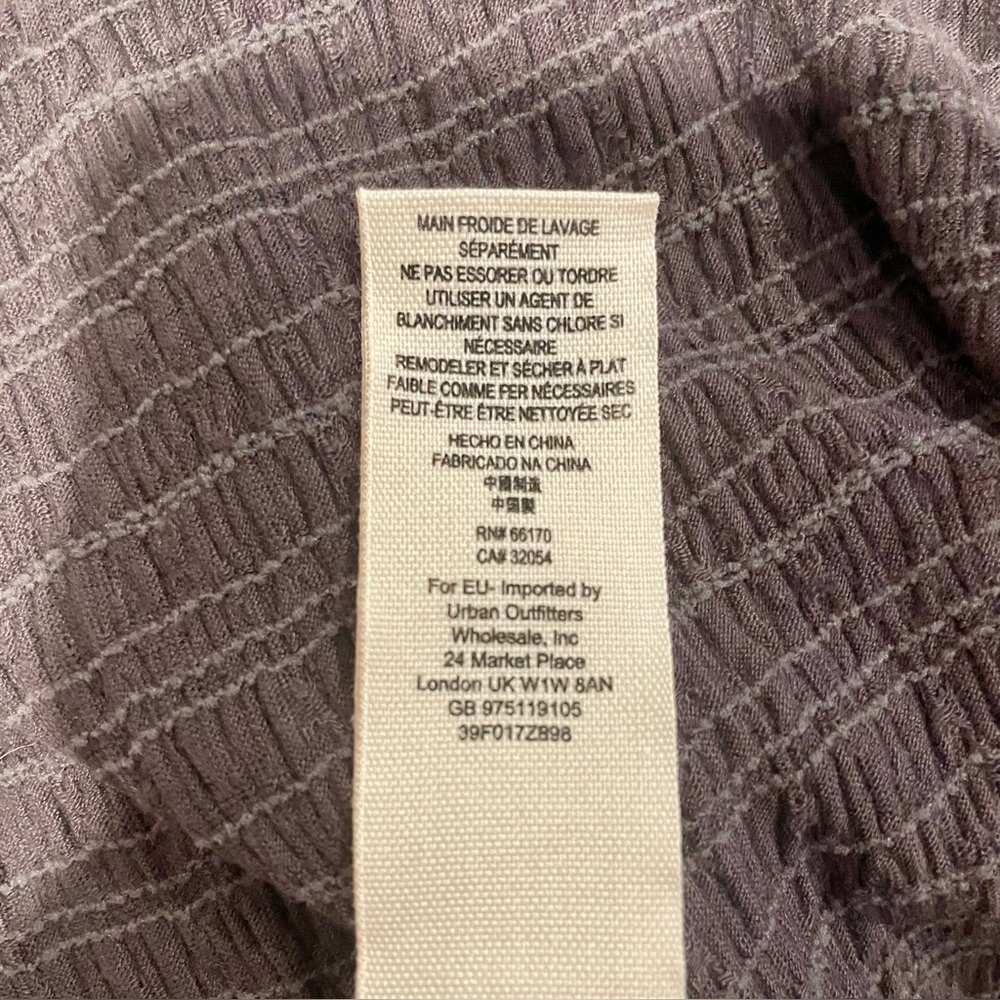 MAIN FROIDE DE LAVAGE
SÉPARÉMENT
NE PAS ESSORER OU TORDRE
UTILISER UN AGENT DE
BLANCHIMENT SANS CHLORE SI
NÉCESSAIRE
REMODELER ET SÉCHER À PLAT
FAIBLE COMME FER NÉCESSAIRES
PEUT-ÊTRE ÊTRE NETTOYÉE SEC
HECHO EN CHINA
FABRICADO NA CHINA
中國制造
中国製
RN# 66170
CA# 32054
For EU- Imported by
Urban Outfitters
Wholesale, Inc
24 Market Place
London UK W1W 8AN
GB 975119105
39F017Z898